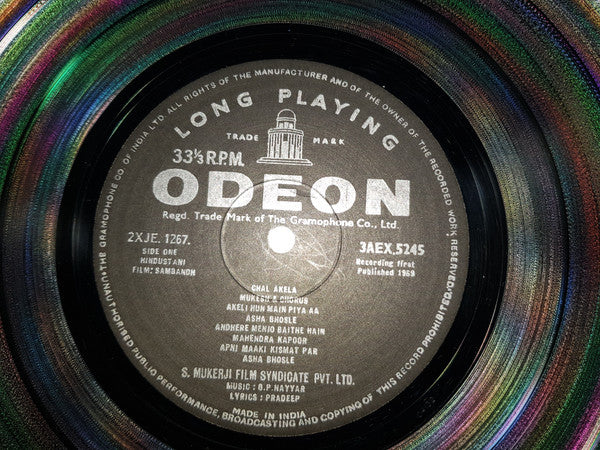 THE GRAMOPHONE CO OF INDIA LTD. ALL RIGHTS OF THE MANUFACTURER AND OF THE OWNER OF THE RECORDED WORK RESERVED.
UNAUTHORISED PUBLIC PERFORMANCE, BROADCASTING AND COPYING OF THIS RECORD PROHIBITED
LONG PLAYING
TRADE MARK
33⅓ R.P.M.
ODEON
Regd. Trade Mark of The Gramophone Co., Ltd.
2XJE. 1267.
SIDE ONE
HINDUSTANI
FILM: SAMBANDH
3AEX.5245
Recording first
Published 1969
CHAL AKELA
MUKESH & CHORUS
AKELI HUN MAIN PIYA AA
ASHA BHOSLE
ANDHERE MENJO BAITHE HAIN
MAHENDRA KAPOOR
APNI MAAKI KISMAT PAR
ASHA BHOSLE
S. MUKERJI FILM SYNDICATE PVT. LTD.
MUSIC : O.P. NAYYAR
LYRICS : PRADEEP
MADE IN INDIA